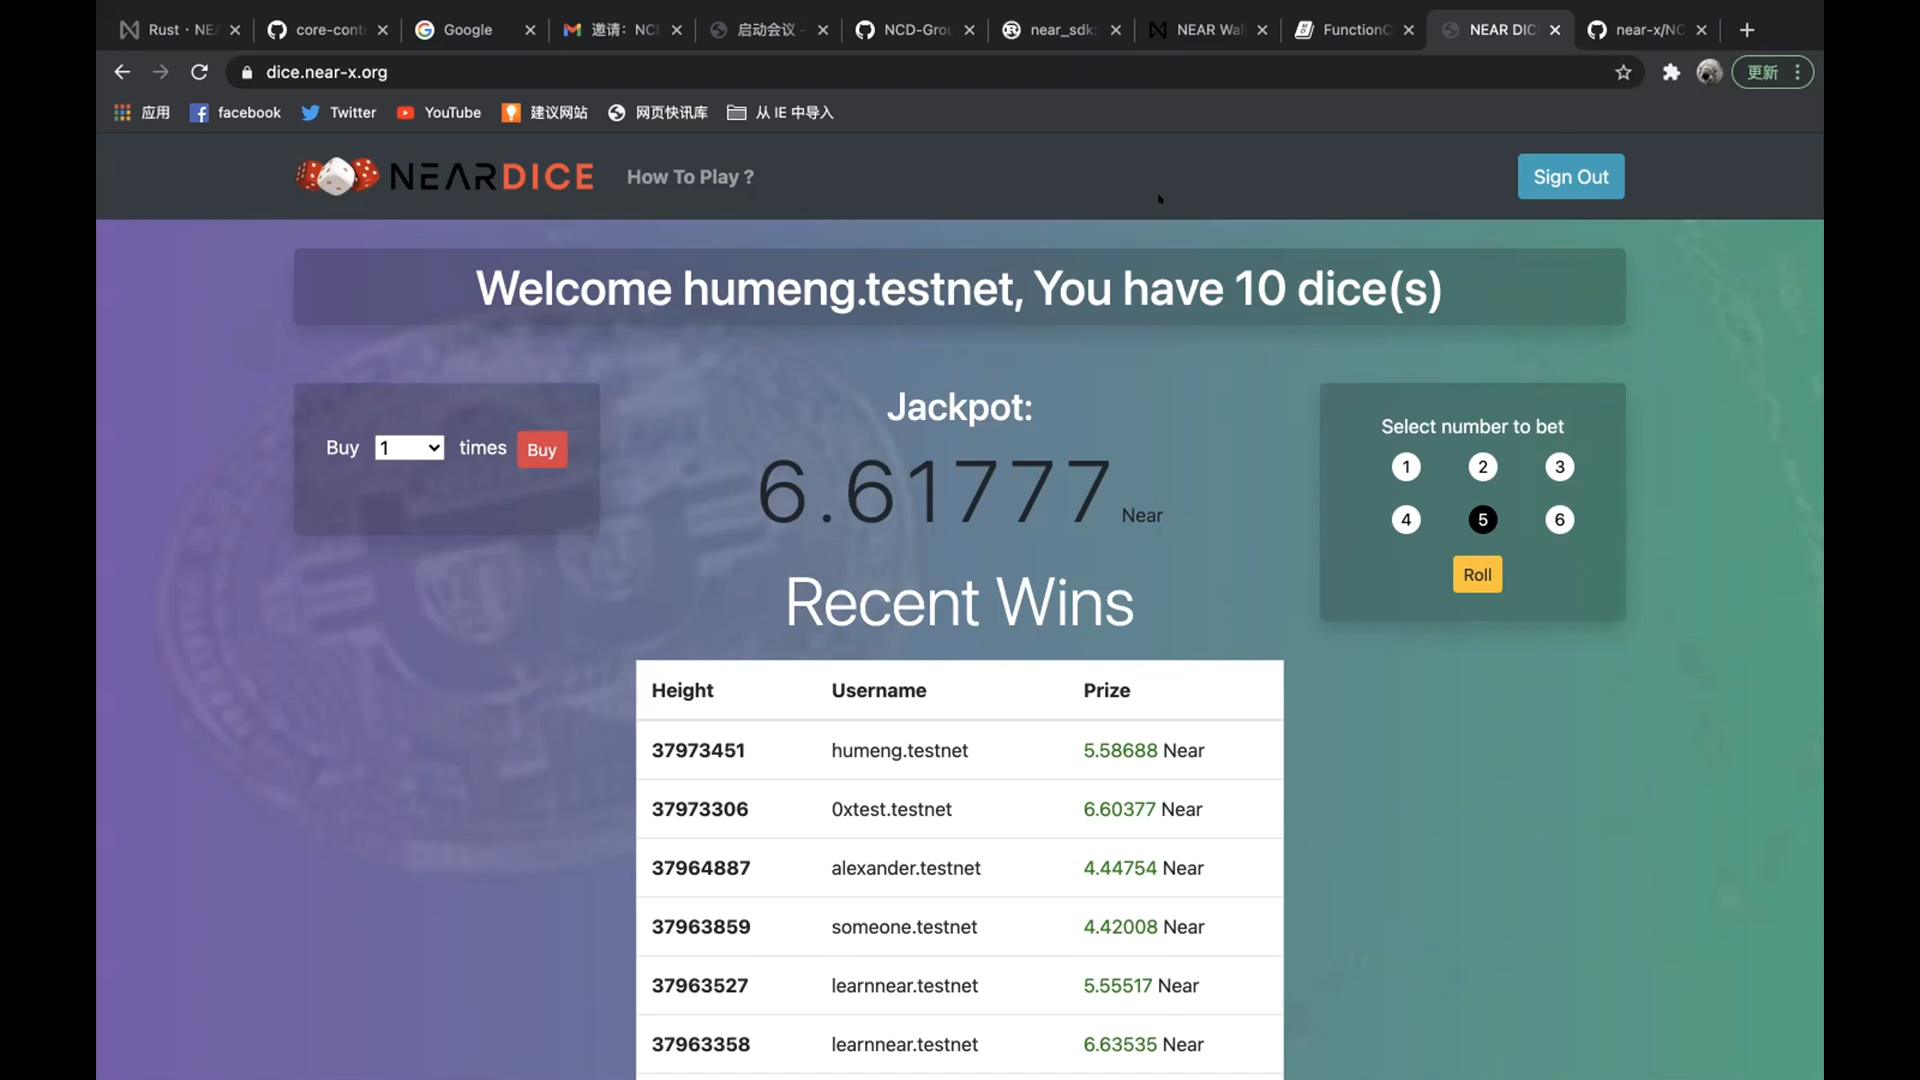 Rust · NEA
core-cont
Google
邀请：NCL
启动会议 -
NCD-Grou
near_sdk:
NEAR Wal
FunctionC
NEAR DIC
near-x/NC
dice.near-x.org
更新
应用
facebook
Twitter
YouTube
建议网站
网页快讯库
从 IE 中导入
NEARDICE
How To Play ?
Sign Out
Welcome humeng.testnet, You have 10 dice(s)
Buy 1 times Buy
Jackpot:
6.61777 Near
Select number to bet
1 2 3
4 5 6
Roll
Recent Wins
Height Username Prize
37973451 humeng.testnet 5.58688 Near
37973306 0xtest.testnet 6.60377 Near
37964887 alexander.testnet 4.44754 Near
37963859 someone.testnet 4.42008 Near
37963527 learnnear.testnet 5.55517 Near
37963358 learnnear.testnet 6.63535 Near